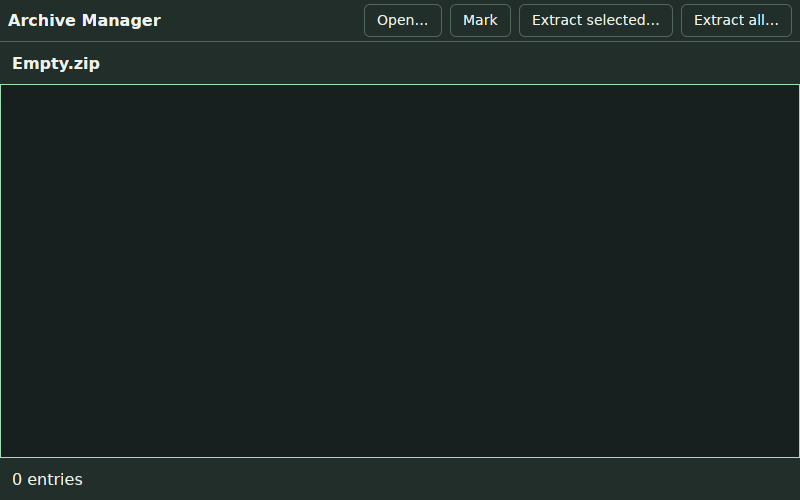 Archive Manager Open... Mark Extract selected... Extract all...
Empty.zip
0 entries